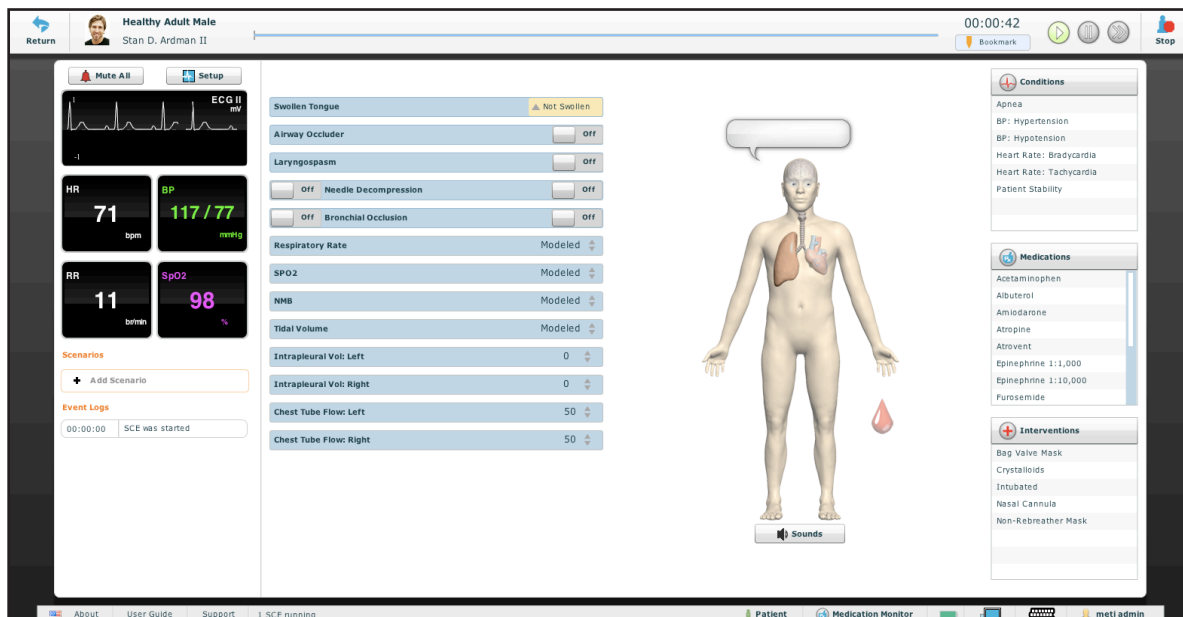 Return
Healthy Adult Male
Stan D. Ardman II
00:00:42
Bookmark
Stop
Mute All
Setup
ECG II
mV
1
-1
HR
71
bpm
BP
117 / 77
mmHg
RR
11
br/min
SpO2
98
%
Scenarios
Add Scenario
Event Logs
00:00:00 SCE was started
Swollen Tongue Not Swollen
Airway Occluder Off
Laryngospasm Off
Off Needle Decompression Off
Off Bronchial Occlusion Off
Respiratory Rate Modeled
SPO2 Modeled
NMB Modeled
Tidal Volume Modeled
Intrapleural Vol: Left 0
Intrapleural Vol: Right 0
Chest Tube Flow: Left 50
Chest Tube Flow: Right 50
Sounds
Conditions
Apnea
BP: Hypertension
BP: Hypotension
Heart Rate: Bradycardia
Heart Rate: Tachycardia
Patient Stability
Medications
Acetaminophen
Albuterol
Amiodarone
Atropine
Atrovent
Epinephrine 1:1,000
Epinephrine 1:10,000
Furosemide
Interventions
Bag Valve Mask
Crystalloids
Intubated
Nasal Cannula
Non-Rebreather Mask
About User Guide Support 1 SCE running Patient Medication Monitor meti admin